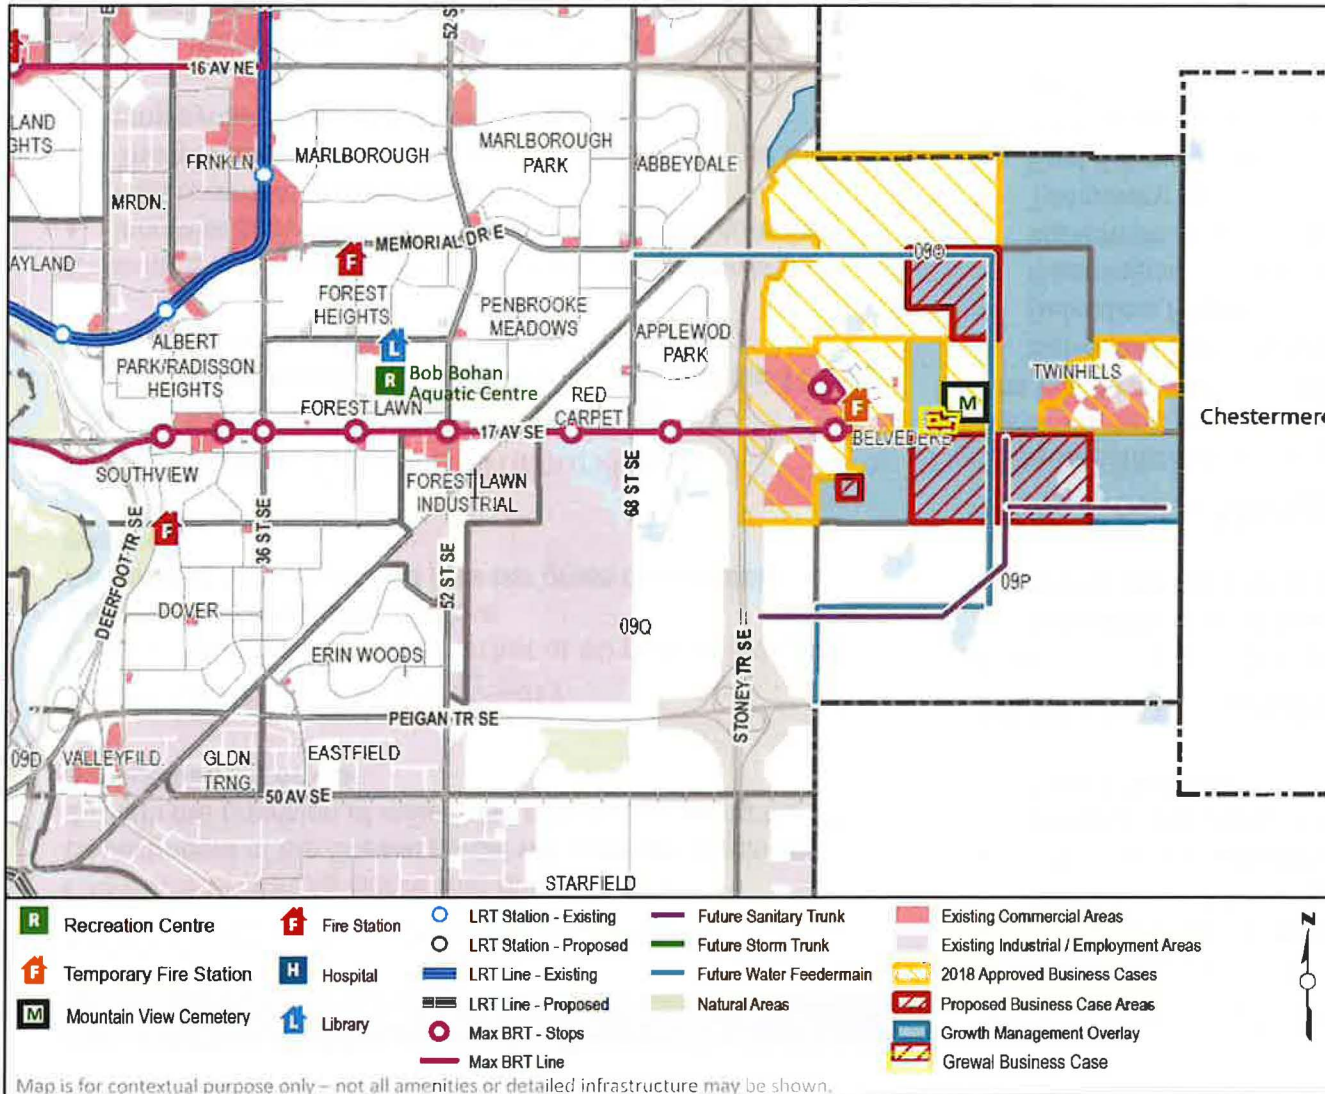 52 ST SE
16 AV NE
FRNKLN
MARLBOROUGH
MARLBOROUGH
PARK
ABBEYDALE
MRDN.
AYLAND
MEMORIAL DR E
F
FOREST
HEIGHTS
PENBROOKE
MEADOWS
APPLEWOD
PARK
09O
TWINHILLS
Chestermere
ALBERT
PARK/RADISSON
HEIGHTS
L
R
Bob Bohan
Aquatic Centre
FOREST LAWN
RED
CARPET
17 AV SE
F
M
BELVEDERE
SOUTHVIEW
FOREST LAWN
INDUSTRIAL
68 ST SE
36 ST SE
F
DEERFOOT TR SE
52 ST SE
DOVER
09P
09Q
ERIN WOODS
STONEY TR SE
PEIGAN TR SE
09D
VALLEYFILD.
GLDN.
TRNG.
EASTFIELD
50 AV SE
STARFIELD
R Recreation Centre
F Temporary Fire Station
M Mountain View Cemetery
F Fire Station
H Hospital
L Library
LRT Station - Existing
LRT Station - Proposed
LRT Line - Existing
LRT Line - Proposed
Max BRT - Stops
Max BRT Line
Future Sanitary Trunk
Future Storm Trunk
Future Water Feedermain
Natural Areas
Existing Commercial Areas
Existing Industrial / Employment Areas
2018 Approved Business Cases
Proposed Business Case Areas
Growth Management Overlay
Grewal Business Case
N
Map is for contextual purpose only – not all amenities or detailed infrastructure may be shown.